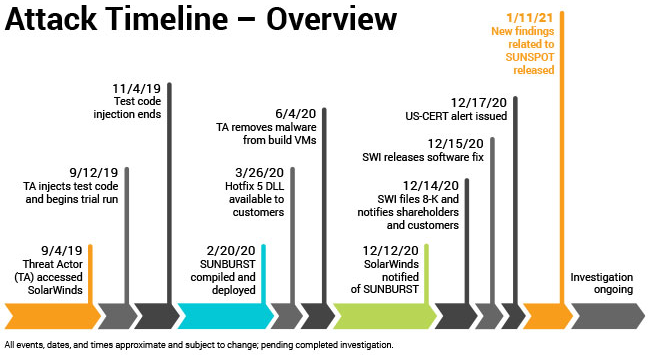 Attack Timeline – Overview
9/4/19
Threat Actor
(TA) accessed
SolarWinds
9/12/19
TA injects test code
and begins trial run
11/4/19
Test code
injection ends
2/20/20
SUNBURST
compiled and
deployed
3/26/20
Hotfix 5 DLL
available to
customers
6/4/20
TA removes malware
from build VMs
12/12/20
SolarWinds
notified
of SUNBURST
12/14/20
SWI files 8-K and
notifies shareholders
and customers
12/15/20
SWI releases software fix
12/17/20
US-CERT alert issued
1/11/21
New findings
related to
SUNSPOT
released
Investigation
ongoing
All events, dates, and times approximate and subject to change; pending completed investigation.